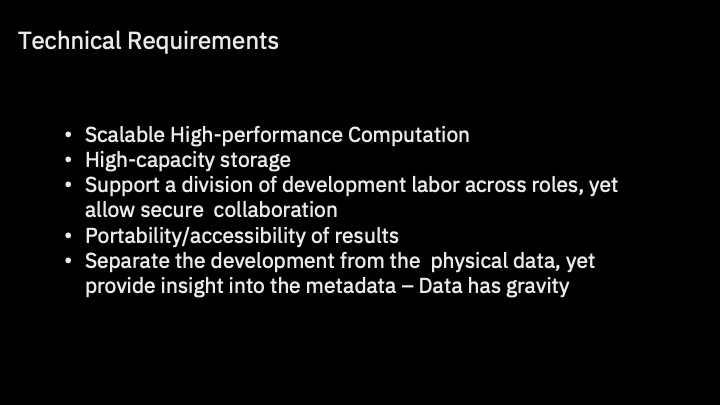 Technical Requirements
• Scalable High-performance Computation
• High-capacity storage
• Support a division of development labor across roles, yet
allow secure  collaboration
• Portability/accessibility of results
• Separate the development from the  physical data, yet
provide insight into the metadata – Data has gravity